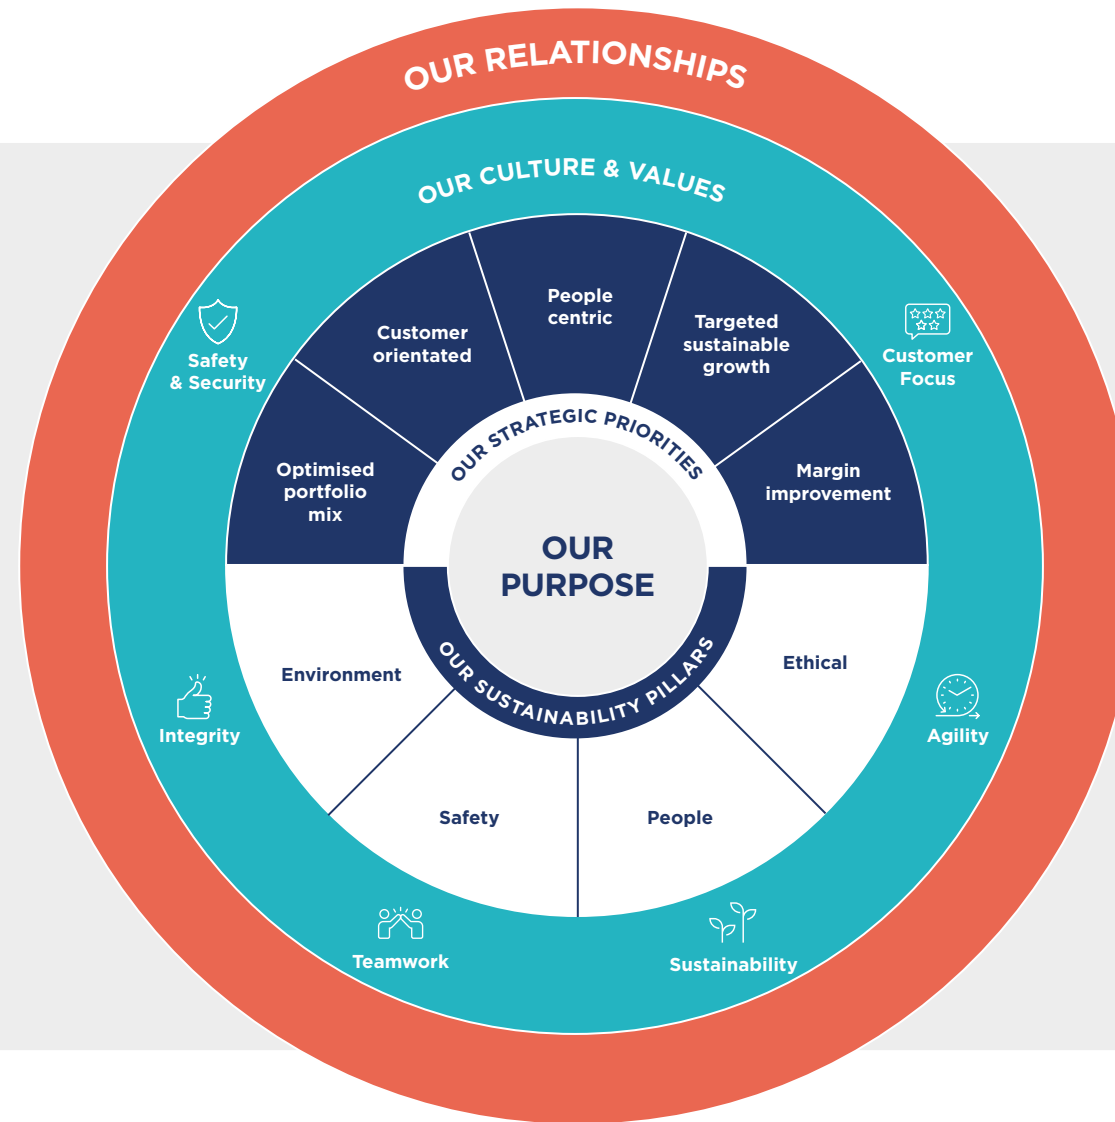 OUR RELATIONSHIPS
OUR CULTURE & VALUES
Safety
& Security
Customer
Focus
Integrity
Agility
Teamwork
Sustainability
Optimised
portfolio
mix
Customer
orientated
People
centric
Targeted
sustainable
growth
Margin
improvement
OUR STRATEGIC PRIORITIES
OUR
PURPOSE
OUR SUSTAINABILITY PILLARS
Environment
Safety
People
Ethical